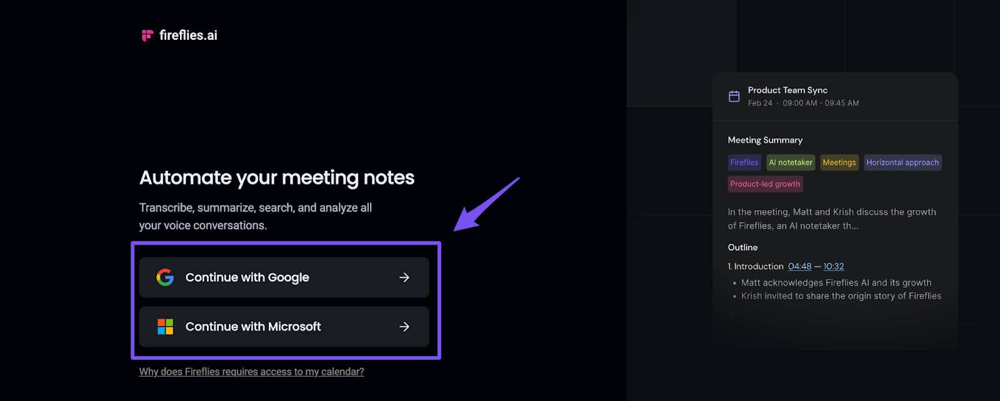 fireflies.ai
Automate your meeting notes
Transcribe, summarize, search, and analyze all
your voice conversations.
Continue with Google
Continue with Microsoft
Why does Fireflies requires access to my calendar?
Product Team Sync
Feb 24 · 09:00 AM - 09:45 AM
Meeting Summary
Fireflies AI notetaker Meetings Horizontal approach
Product-led growth
In the meeting, Matt and Krish discuss the growth
of Fireflies, an AI notetaker th...
Outline
1. Introduction 04:48 — 10:32
• Matt acknowledges Fireflies AI and its growth
• Krish invited to share the origin story of Fireflies